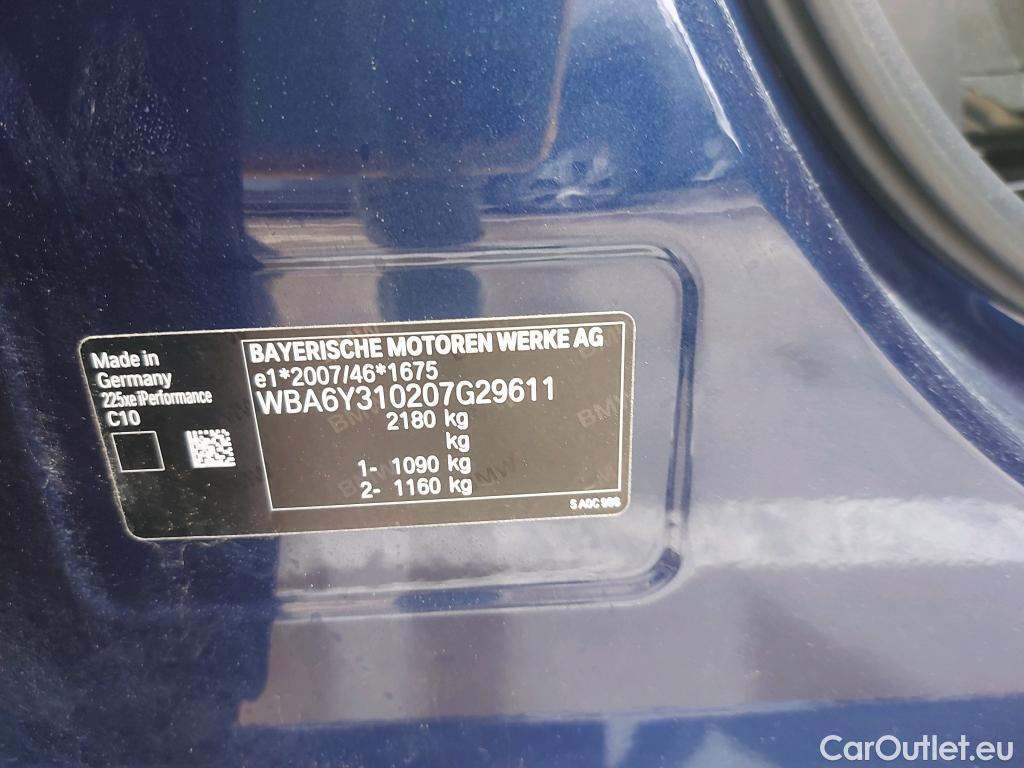 Made in
Germany
225xe iPerformance
C10
BAYERISCHE MOTOREN WERKE AG
e1*2007/46*1675
WBA6Y310207G29611
2180 kg
kg
1- 1090 kg
2- 1160 kg
CarOutlet.eu